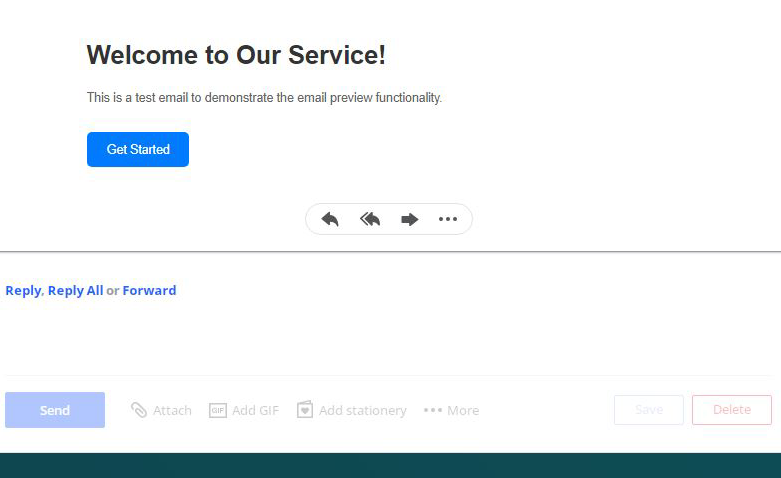 Welcome to Our Service!
This is a test email to demonstrate the email preview functionality.
Get Started
Reply, Reply All or Forward
Send Attach GIF Add GIF Add stationery More Save Delete